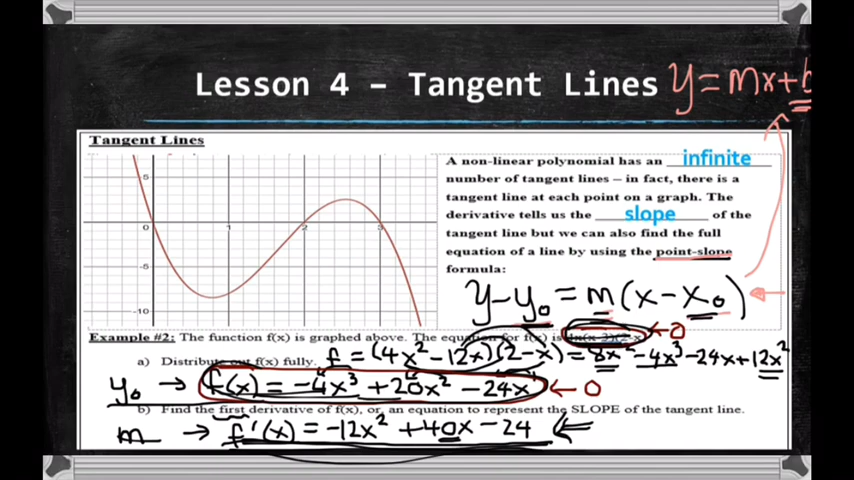 Lesson 4 – Tangent Lines y=mx+b
Tangent Lines
5
0 1 2 3
-5
-10
A non-linear polynomial has an infinite
number of tangent lines – in fact, there is a
tangent line at each point on a graph. The
derivative tells us the slope of the
tangent line but we can also find the full
equation of a line by using the point-slope
formula:
y-y₀=m(x-x₀)
Example #2: The function f(x) is graphed above. The equation for f(x) is 4x(x-3)(2-x) ←0
a) Distribute out f(x) fully. f=(4x²-12x)(2-x)=8x²-4x³-24x+12x²
y₀ → f(x)=-4x³+20x²-24x ←0
b) Find the first derivative of f(x), or, an equation to represent the SLOPE of the tangent line.
m → f'(x)=-12x²+40x-24